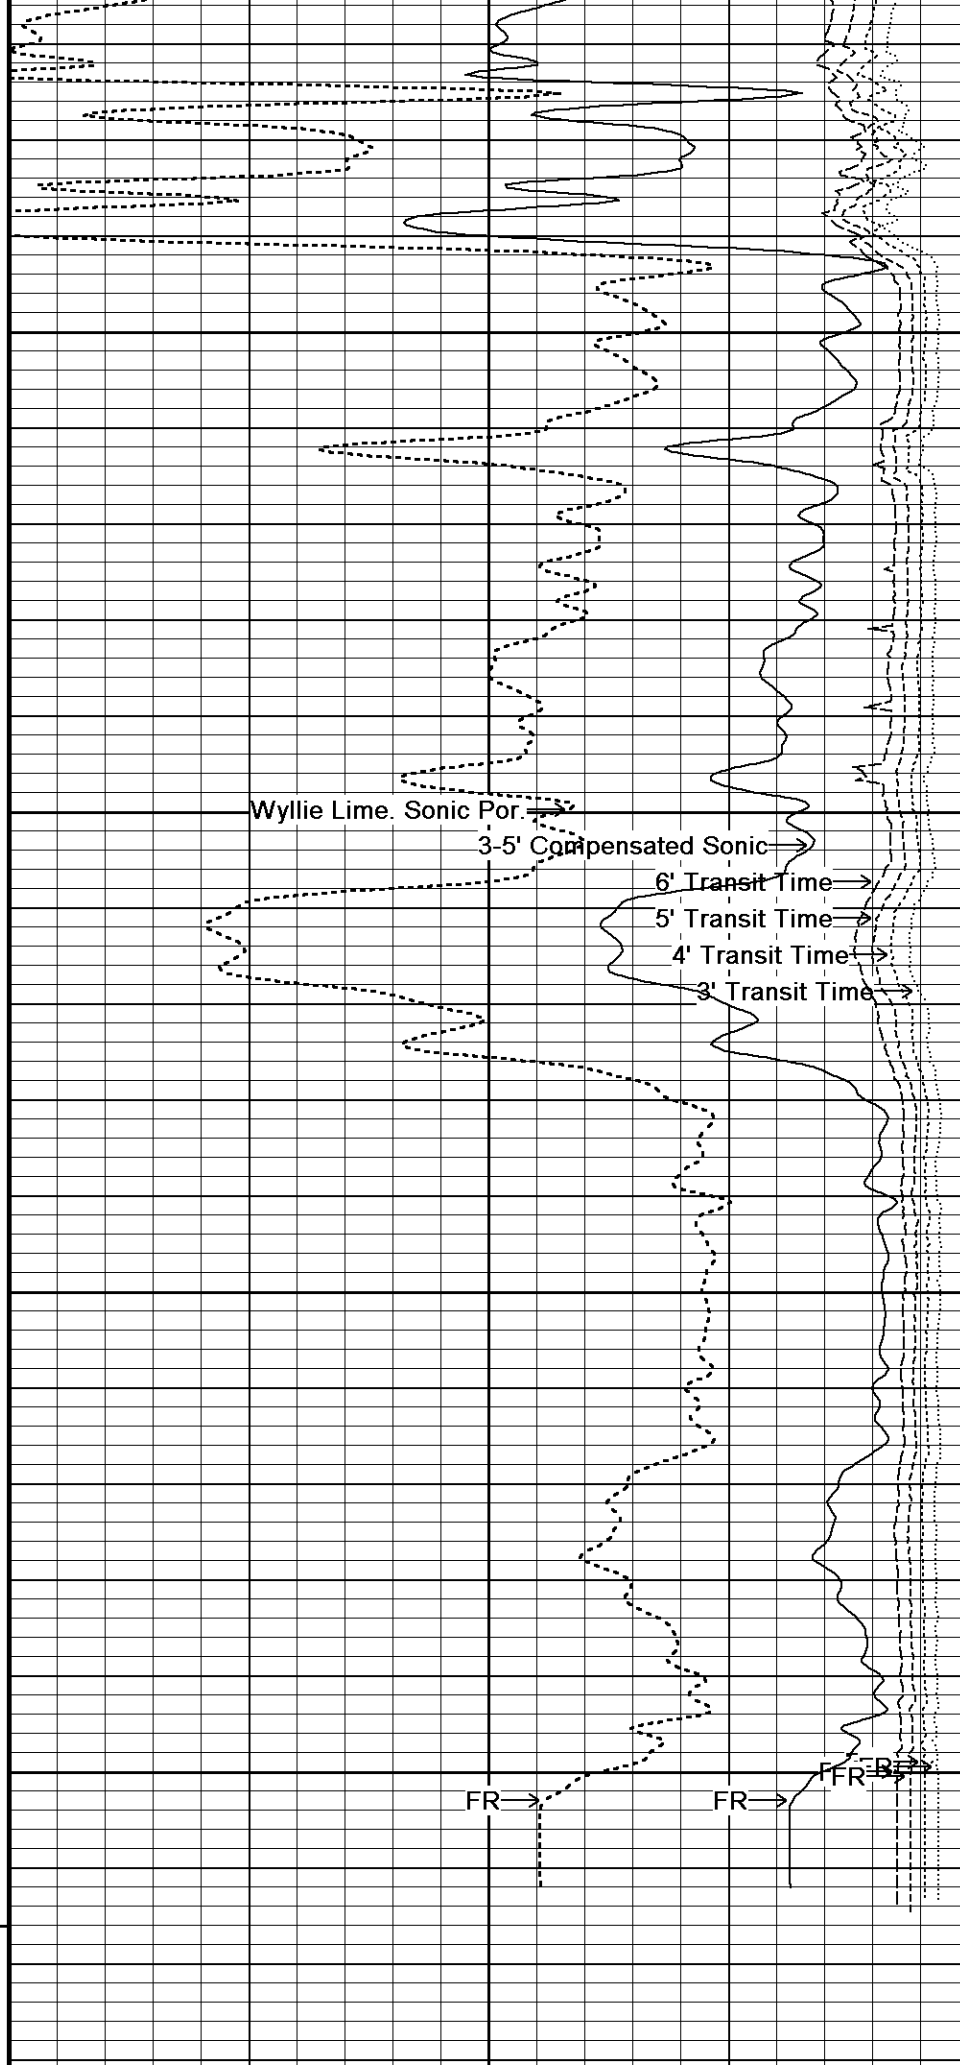 Wyllie Lime. Sonic Por.
3-5' Compensated Sonic
6' Transit Time
5' Transit Time
4' Transit Time
3' Transit Time
FR
FR
FR